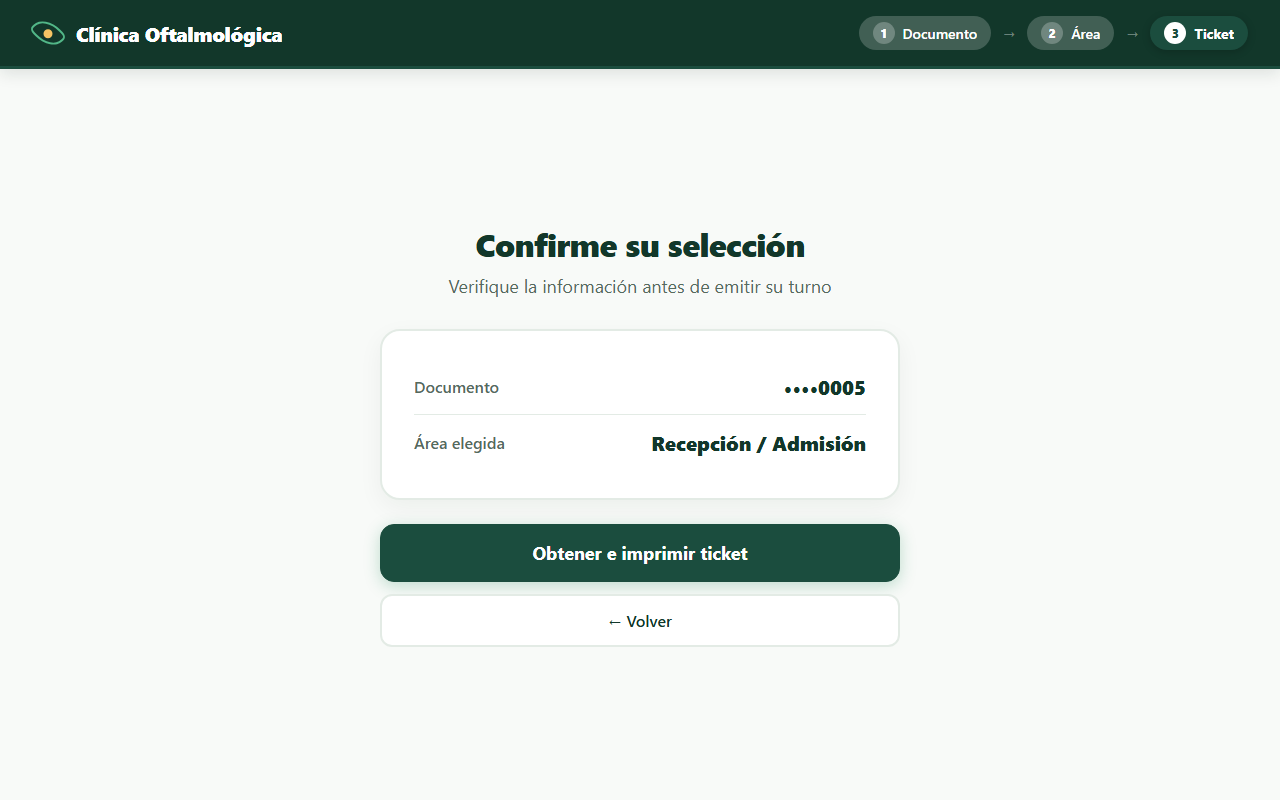 Clínica Oftalmológica
1 Documento → 2 Área → 3 Ticket
Confirme su selección
Verifique la información antes de emitir su turno
Documento ••••0005
Área elegida Recepción / Admisión
Obtener e imprimir ticket
← Volver